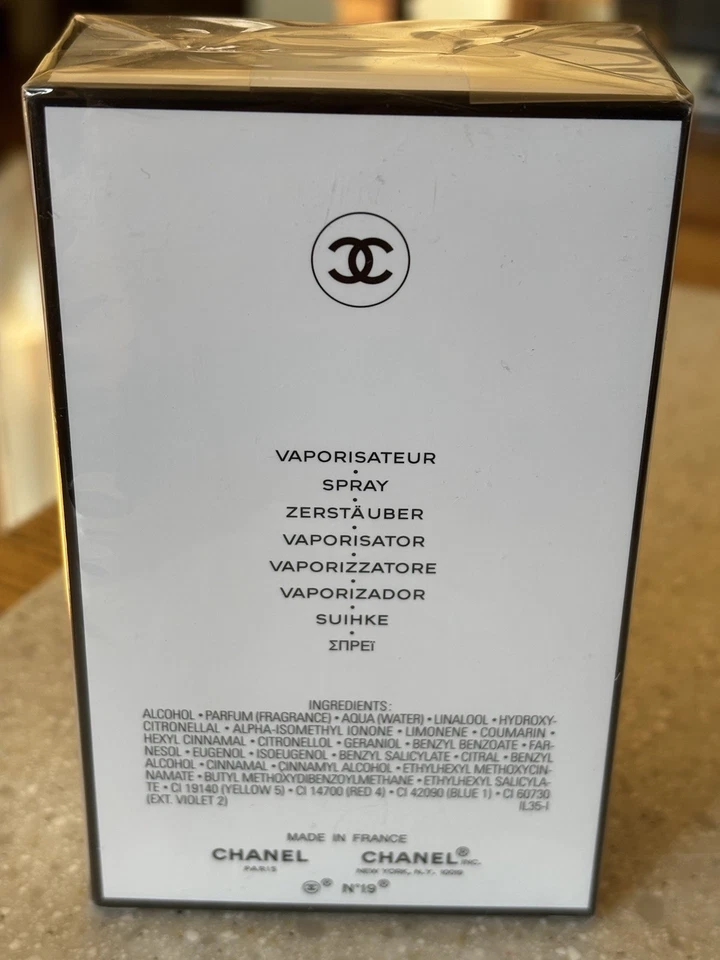 VAPORISATEUR
•
SPRAY
•
ZERSTÄUBER
•
VAPORISATOR
•
VAPORIZZATORE
•
VAPORIZADOR
•
SUIHKE
•
ΣΠΡΕΪ
INGREDIENTS:
ALCOHOL • PARFUM (FRAGRANCE) • AQUA (WATER) • LINALOOL • HYDROXY-
CITRONELLAL • ALPHA-ISOMETHYL IONONE • LIMONENE • COUMARIN •
HEXYL CINNAMAL • CITRONELLOL • GERANIOL • BENZYL BENZOATE • FAR-
NESOL • EUGENOL • ISOEUGENOL • BENZYL SALICYLATE • CITRAL • BENZYL
ALCOHOL • CINNAMAL • CINNAMYL ALCOHOL • ETHYLHEXYL METHOXYCIN-
NAMATE • BUTYL METHOXYDIBENZOYLMETHANE • ETHYLHEXYL SALICYLA-
TE • CI 19140 (YELLOW 5) • CI 14700 (RED 4) • CI 42090 (BLUE 1) • CI 60730
(EXT. VIOLET 2) IL35-I
MADE IN FRANCE
CHANEL CHANEL® INC.
PARIS NEW YORK, N.Y. 10019
® N°19®